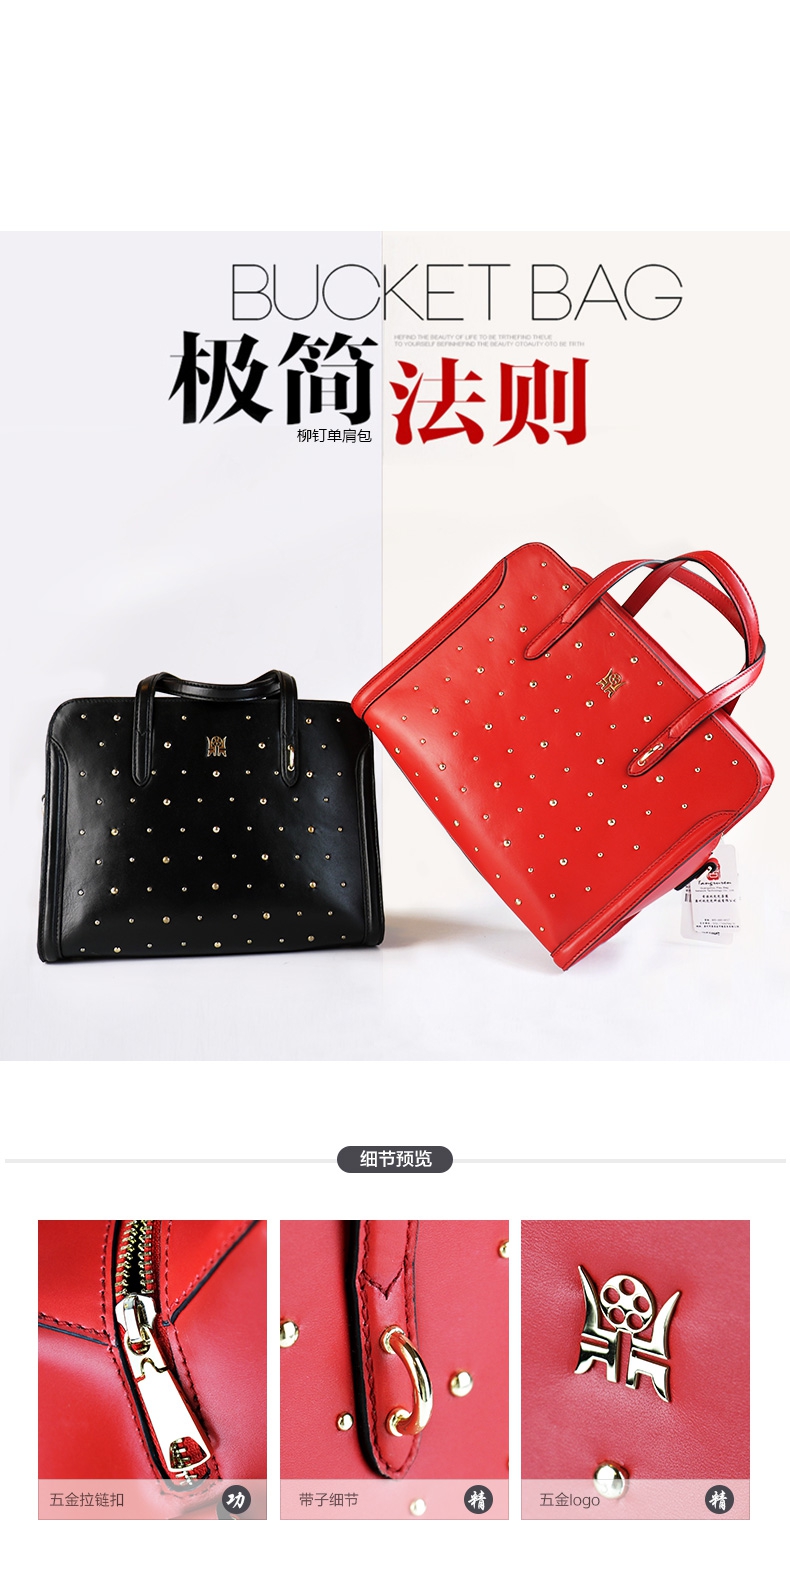 BUCKET BAG
极简
法则
HEFIND THE BEAUTY OF LIFE TO BE TRTHEFIND THEUE
TO YOURSELF BEFINHEFIND THE BEAUTY OTOAUTY OTO BE TRTH
柳钉单肩包
细节预览
五金拉链扣
功
带子细节
精
五金logo
精